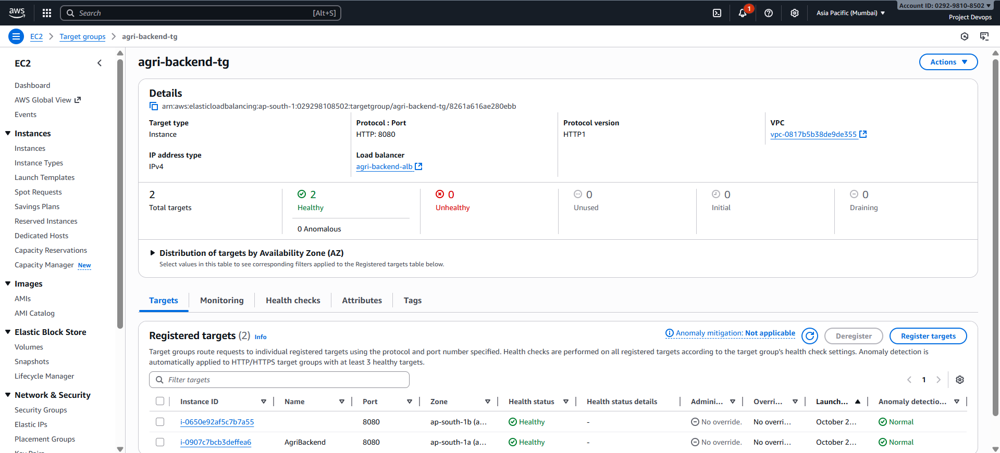 aws
Search [Alt+S]
1
Asia Pacific (Mumbai)
Account ID: 0292-9810-8502
Project Devops
EC2 Target groups agri-backend-tg
EC2
Dashboard
AWS Global View
Events
Instances
Instances
Instance Types
Launch Templates
Spot Requests
Savings Plans
Reserved Instances
Dedicated Hosts
Capacity Reservations
Capacity Manager New
Images
AMIs
AMI Catalog
Elastic Block Store
Volumes
Snapshots
Lifecycle Manager
Network & Security
Security Groups
Elastic IPs
Placement Groups
Key Pairs
agri-backend-tg
Actions
Details
arn:aws:elasticloadbalancing:ap-south-1:029298108502:targetgroup/agri-backend-tg/8261a616ae280ebb
Target type
Instance
Protocol : Port
HTTP: 8080
Protocol version
HTTP1
VPC
vpc-0817b5b38de9de355
IP address type
IPv4
Load balancer
agri-backend-alb
2
Total targets
2
Healthy
0 Anomalous
0
Unhealthy
0
Unused
0
Initial
0
Draining
Distribution of targets by Availability Zone (AZ)
Select values in this table to see corresponding filters applied to the Registered targets table below.
Targets Monitoring Health checks Attributes Tags
Registered targets (2) Info
Anomaly mitigation: Not applicable
Deregister
Register targets
Target groups route requests to individual registered targets using the protocol and port number specified. Health checks are performed on all registered targets according to the target group's health check settings. Anomaly detection is
automatically applied to HTTP/HTTPS target groups with at least 3 healthy targets.
Filter targets
1
Instance ID Name Port Zone Health status Health status details Admini... Overri... Launch... Anomaly detectio...
i-0650e92af5c7b7a55 8080 ap-south-1b (a... Healthy - No override. No overri... October 2... Normal
i-0907c7bcb3deffea6 AgriBackend 8080 ap-south-1a (a... Healthy - No override. No overri... October 2... Normal